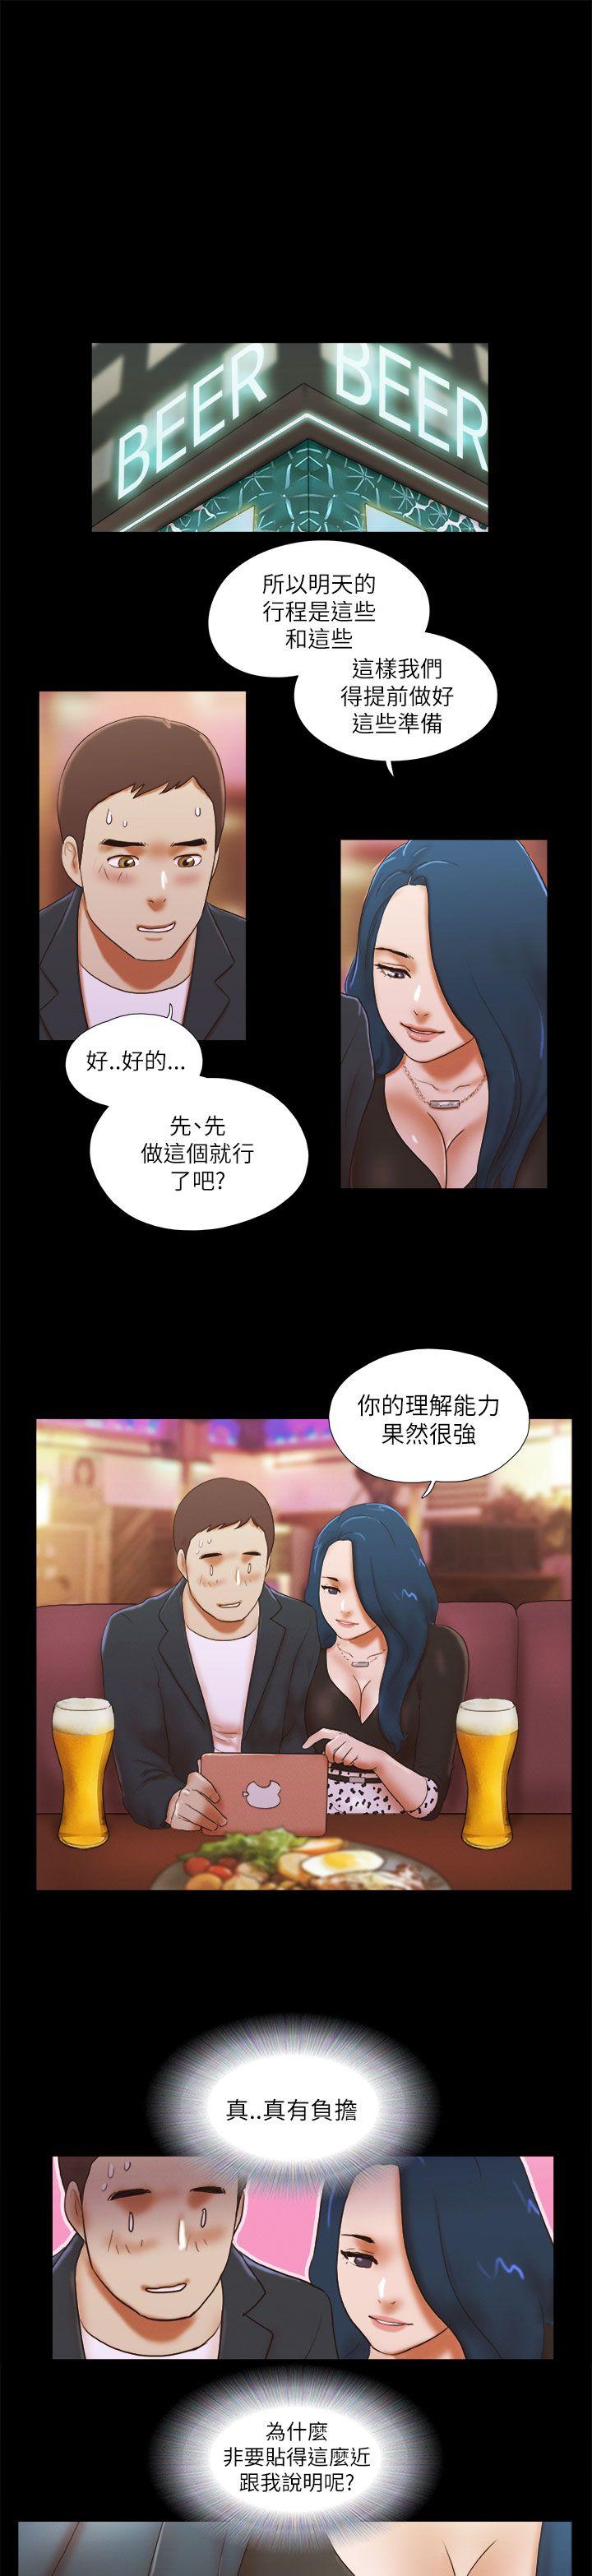 BEER
BEER
所以明天的
行程是這些
和這些
這樣我們
得提前做好
這些準備
好..好的...
先、先
做這個就行
了吧?
你的理解能力
果然很強
真..真有負擔
為什麼
非要貼得這麼近
跟我說明呢?